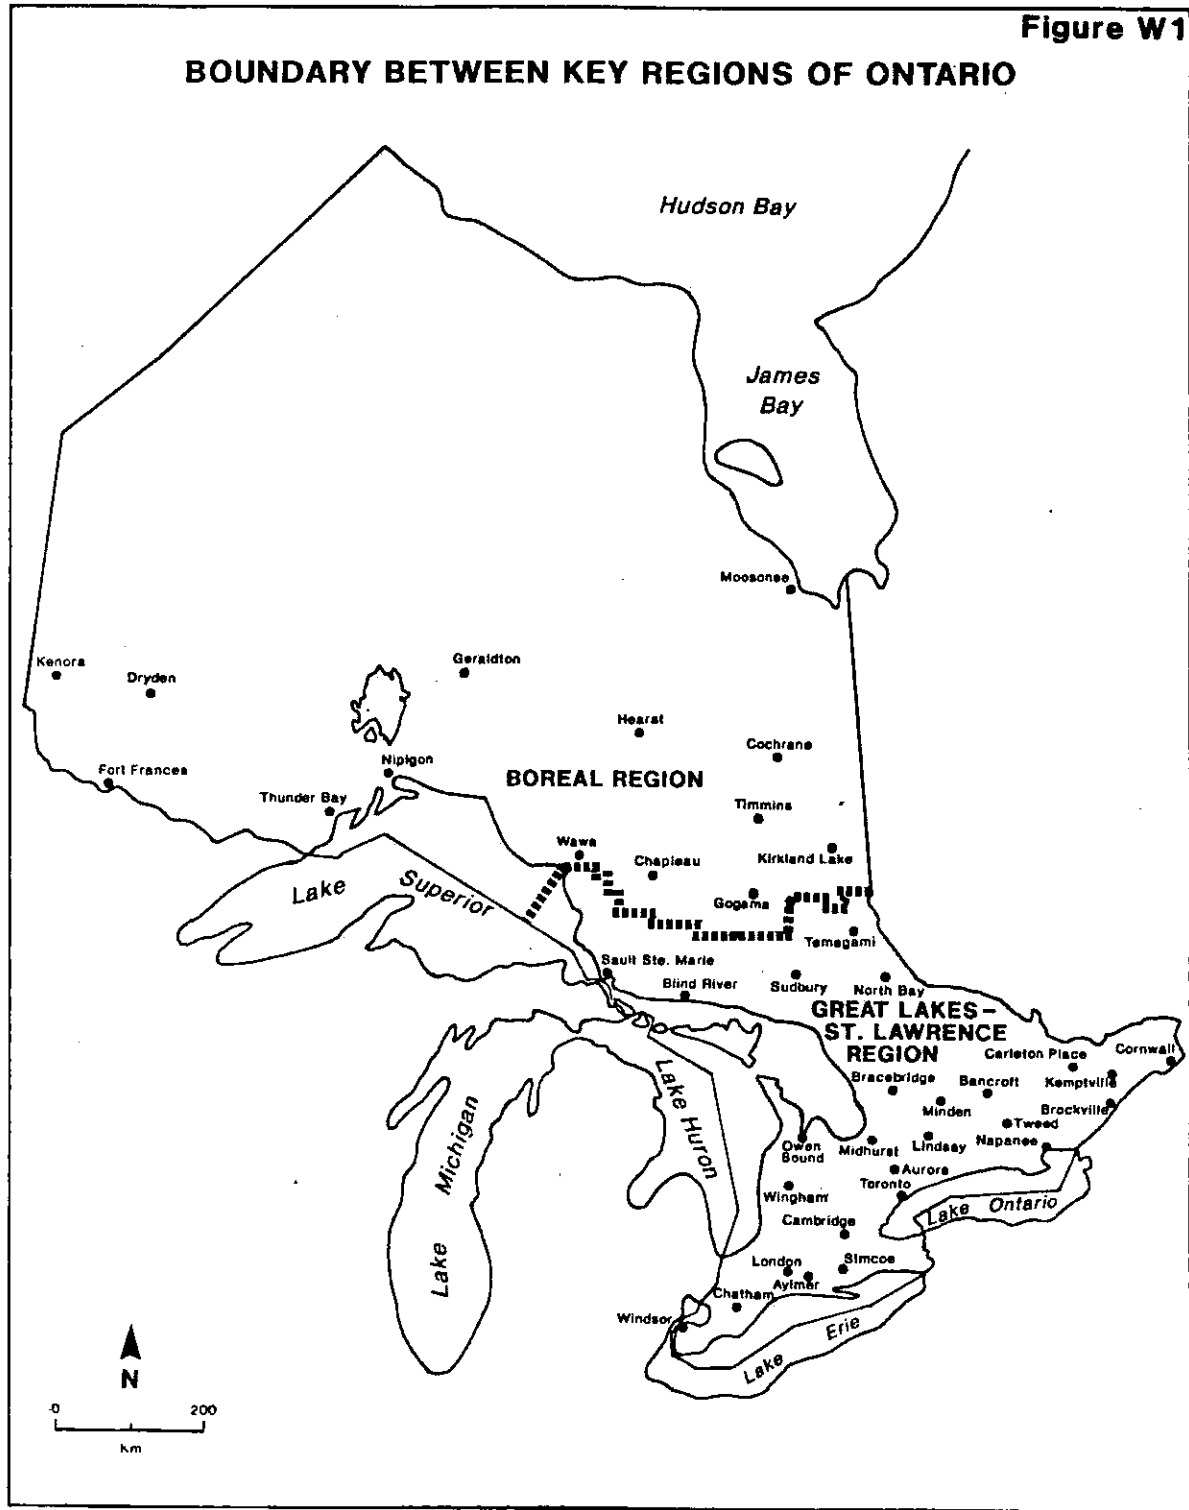 Figure W1
BOUNDARY BETWEEN KEY REGIONS OF ONTARIO
Hudson Bay
James
Bay
Moosonee
Kenora
Dryden
Geraldton
Hearst
Cochrane
Nipigon
Fort Frances
Thunder Bay
BOREAL REGION
Timmins
Wawa
Chapleau
Kirkland Lake
Lake Superior
Gogama
Temagami
Sault Ste. Marie
Blind River
Sudbury
North Bay
GREAT LAKES –
ST. LAWRENCE
REGION
Carleton Place
Cornwall
Bracebridge
Bancroft
Kemptville
Minden
Brockville
Tweed
Lake Huron
Lake Michigan
Owen
Bound
Midhurst
Lindsay
Napanee
Aurora
Wingham
Toronto
Lake Ontario
Cambridge
London
Simcoe
Aylmer
Chatham
Windsor
Lake Erie
N
0 200
Km